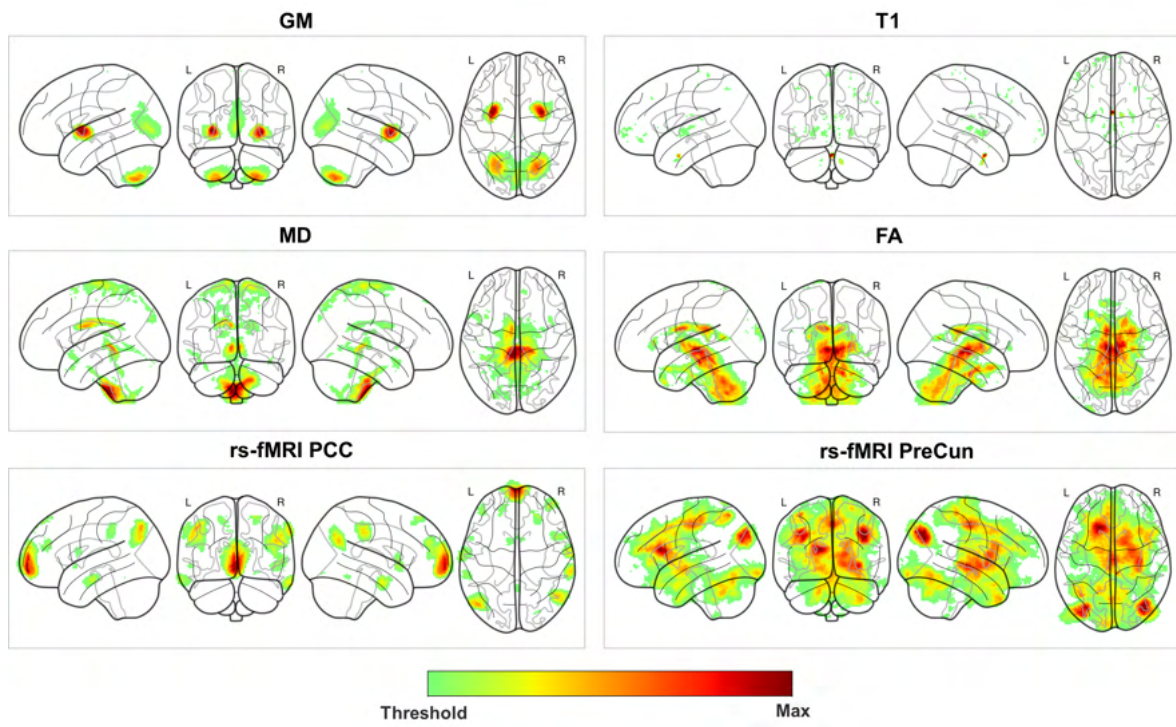 GM
T1
L R
L R
L R
L R
MD
FA
L R
L R
L R
L R
rs-fMRI PCC
rs-fMRI PreCun
L R
L R
L R
L R
Threshold
Max